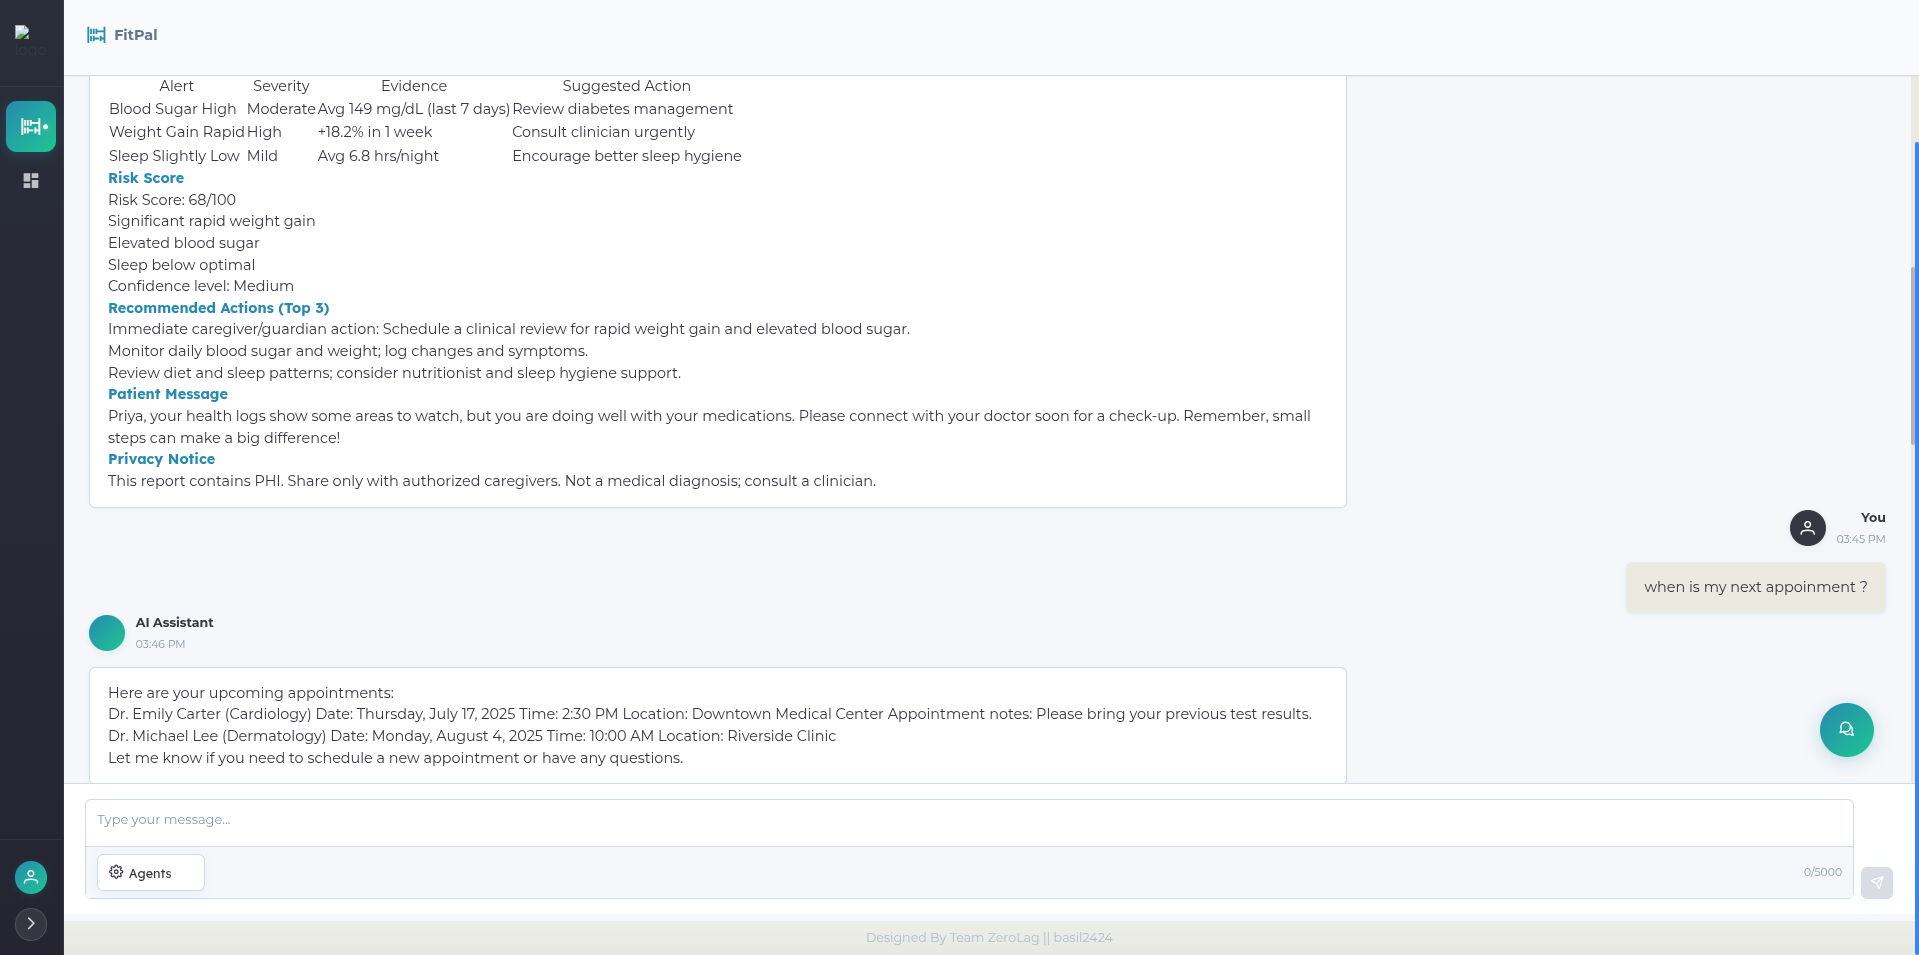 logo
FitPal
Alert Severity Evidence Suggested Action
Blood Sugar High Moderate Avg 149 mg/dL (last 7 days) Review diabetes management
Weight Gain Rapid High +18.2% in 1 week Consult clinician urgently
Sleep Slightly Low Mild Avg 6.8 hrs/night Encourage better sleep hygiene
Risk Score
Risk Score: 68/100
Significant rapid weight gain
Elevated blood sugar
Sleep below optimal
Confidence level: Medium
Recommended Actions (Top 3)
Immediate caregiver/guardian action: Schedule a clinical review for rapid weight gain and elevated blood sugar.
Monitor daily blood sugar and weight; log changes and symptoms.
Review diet and sleep patterns; consider nutritionist and sleep hygiene support.
Patient Message
Priya, your health logs show some areas to watch, but you are doing well with your medications. Please connect with your doctor soon for a check-up. Remember, small
steps can make a big difference!
Privacy Notice
This report contains PHI. Share only with authorized caregivers. Not a medical diagnosis; consult a clinician.
You
03:45 PM
when is my next appoinment ?
AI Assistant
03:46 PM
Here are your upcoming appointments:
Dr. Emily Carter (Cardiology) Date: Thursday, July 17, 2025 Time: 2:30 PM Location: Downtown Medical Center Appointment notes: Please bring your previous test results.
Dr. Michael Lee (Dermatology) Date: Monday, August 4, 2025 Time: 10:00 AM Location: Riverside Clinic
Let me know if you need to schedule a new appointment or have any questions.
Type your message...
Agents
0/5000
Designed By Team ZeroLag || basil2424